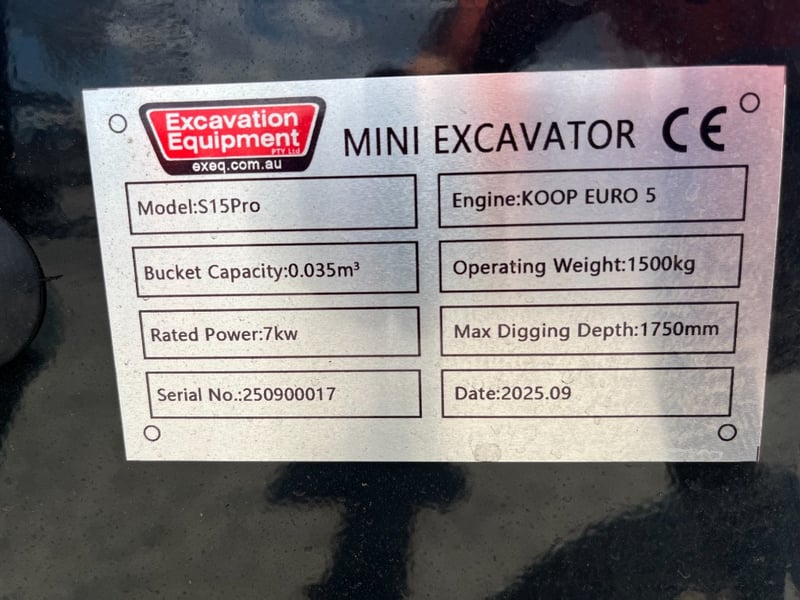 Excavation
Equipment
PTY Ltd
exeq.com.au
MINI EXCAVATOR CE
Model:S15Pro
Engine:KOOP EURO 5
Bucket Capacity:0.035m³
Operating Weight:1500kg
Rated Power:7kw
Max Digging Depth:1750mm
Serial No.:250900017
Date:2025.09